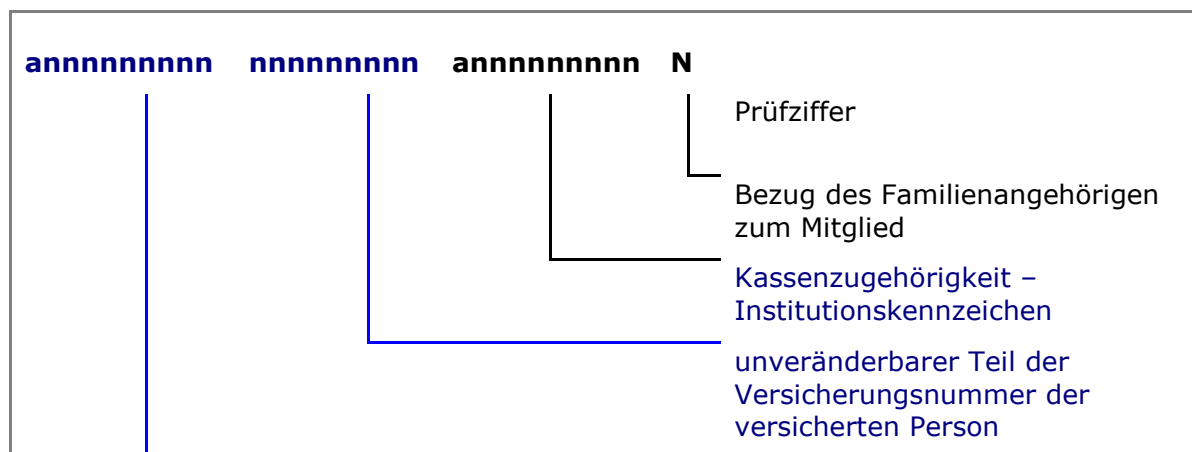 annnnnnnnn nnnnnnnnn annnnnnnnn N
Prüfziffer
Bezug des Familienangehörigen
zum Mitglied
Kassenzugehörigkeit –
Institutionskennzeichen
unveränderbarer Teil der
Versicherungsnummer der
versicherten Person